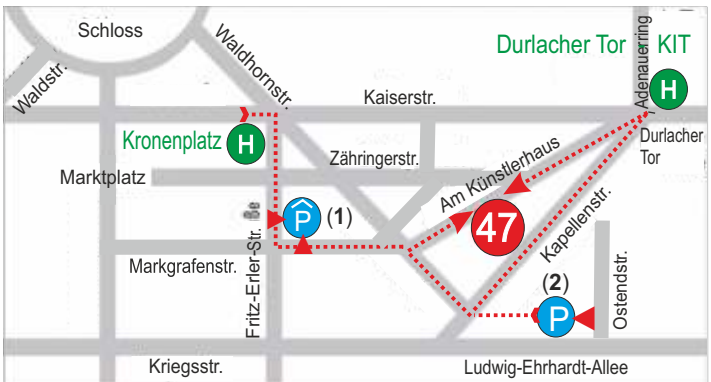 Schloss
Waldstr.
Waldhornstr.
Durlacher Tor - KIT
Adenauerring
H
Kaiserstr.
Kronenplatz H
Durlacher
Tor
Zähringerstr.
Marktplatz
Am Künstlerhaus
P (1)
47
Kapellenstr.
Fritz-Erler-Str.
Markgrafenstr.
(2)
P
Ostendstr.
Kriegsstr.
Ludwig-Ehrhardt-Allee